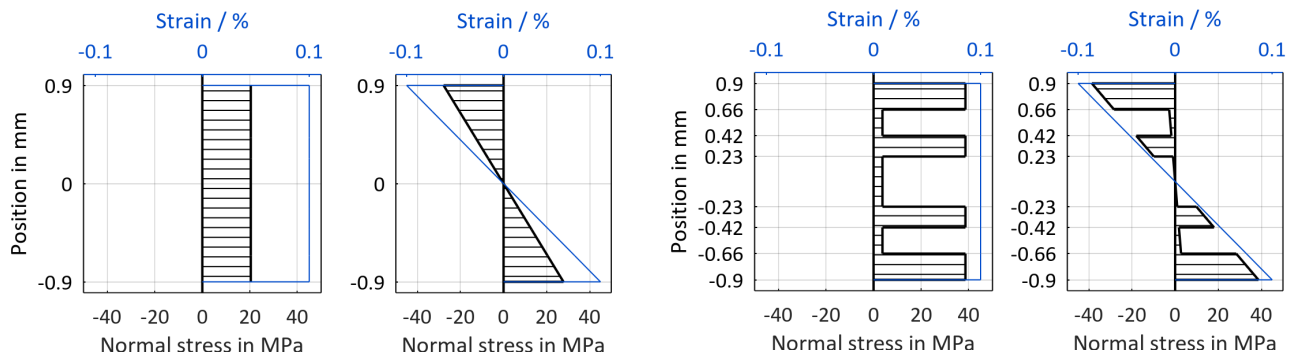 Strain / %
-0.1 0 0.1
Position in mm
0.9
0
-0.9
-40 -20 0 20 40
Normal stress in MPa
Strain / %
-0.1 0 0.1
-40 -20 0 20 40
Normal stress in MPa
Strain / %
-0.1 0 0.1
Position in mm
0.9
0.66
0.42
0.23
-0.23
-0.42
-0.66
-0.9
-40 -20 0 20 40
Normal stress in MPa
Strain / %
-0.1 0 0.1
0.9
0.66
0.42
0.23
-0.23
-0.42
-0.66
-0.9
-40 -20 0 20 40
Normal stress in MPa